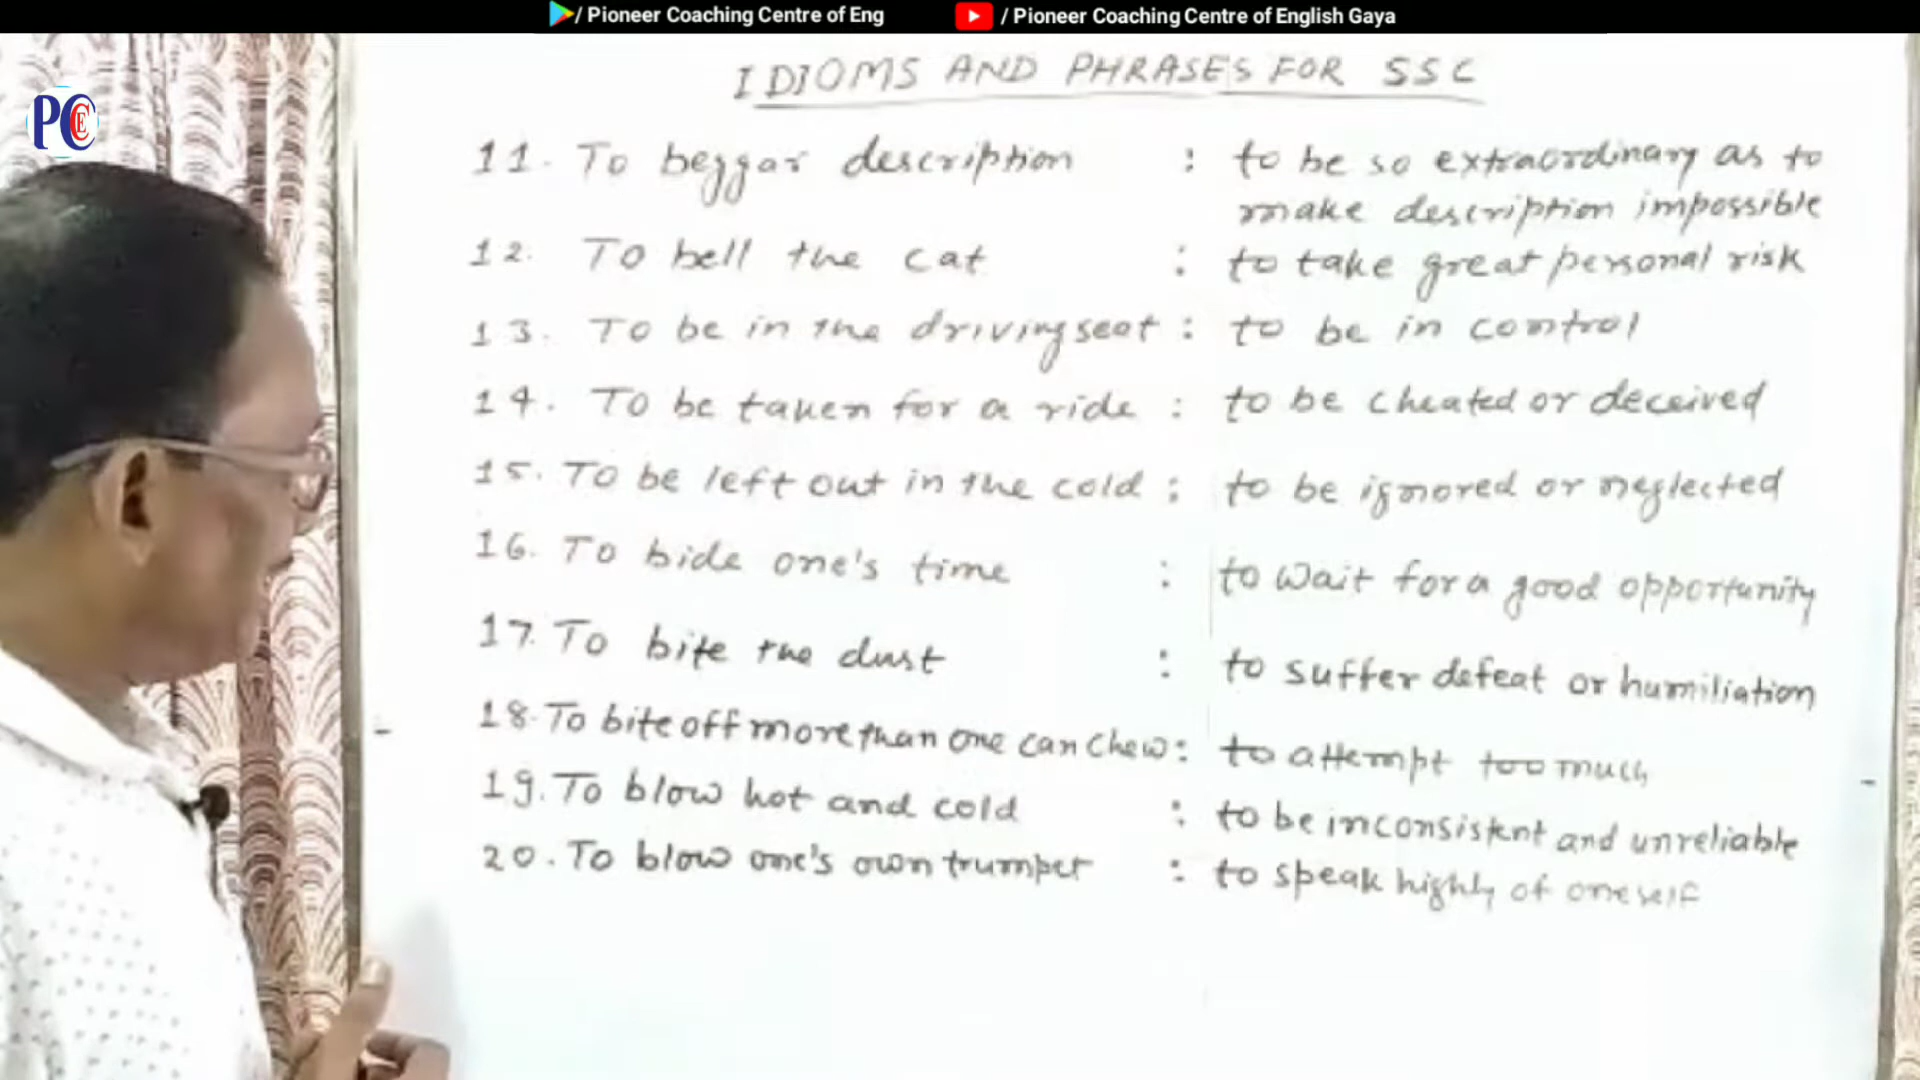 / Pioneer Coaching Centre of Eng
/ Pioneer Coaching Centre of English Gaya
PCEC
IDIOMS AND PHRASES FOR SSC
11. To beggar description : to be so extraordinary as to
make description impossible
12. To bell the cat : to take great personal risk
13. To be in the driving seat : to be in control
14. To be taken for a ride : to be cheated or deceived
15. To be left out in the cold : to be ignored or neglected
16. To bide one's time : to wait for a good opportunity
17. To bite the dust : to suffer defeat or humiliation
18. To bite off more than one can chew : to attempt too much
19. To blow hot and cold : to be inconsistent and unreliable
20. To blow one's own trumpet : to speak highly of oneself